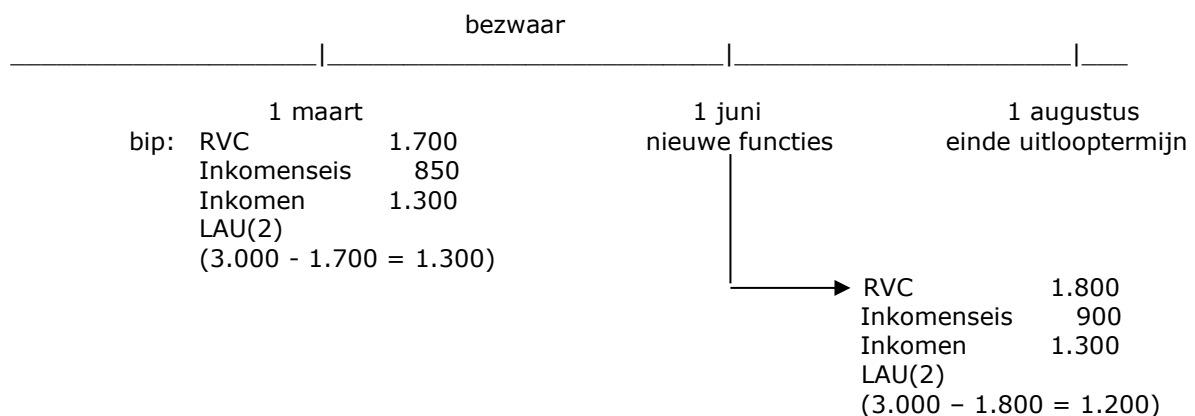 bezwaar
1 maart 1 juni 1 augustus
bip: RVC 1.700 nieuwe functies einde uitlooptermijn
Inkomenseis 850
Inkomen 1.300
LAU(2)
(3.000 - 1.700 = 1.300)
RVC 1.800
Inkomenseis 900
Inkomen 1.300
LAU(2)
(3.000 – 1.800 = 1.200)